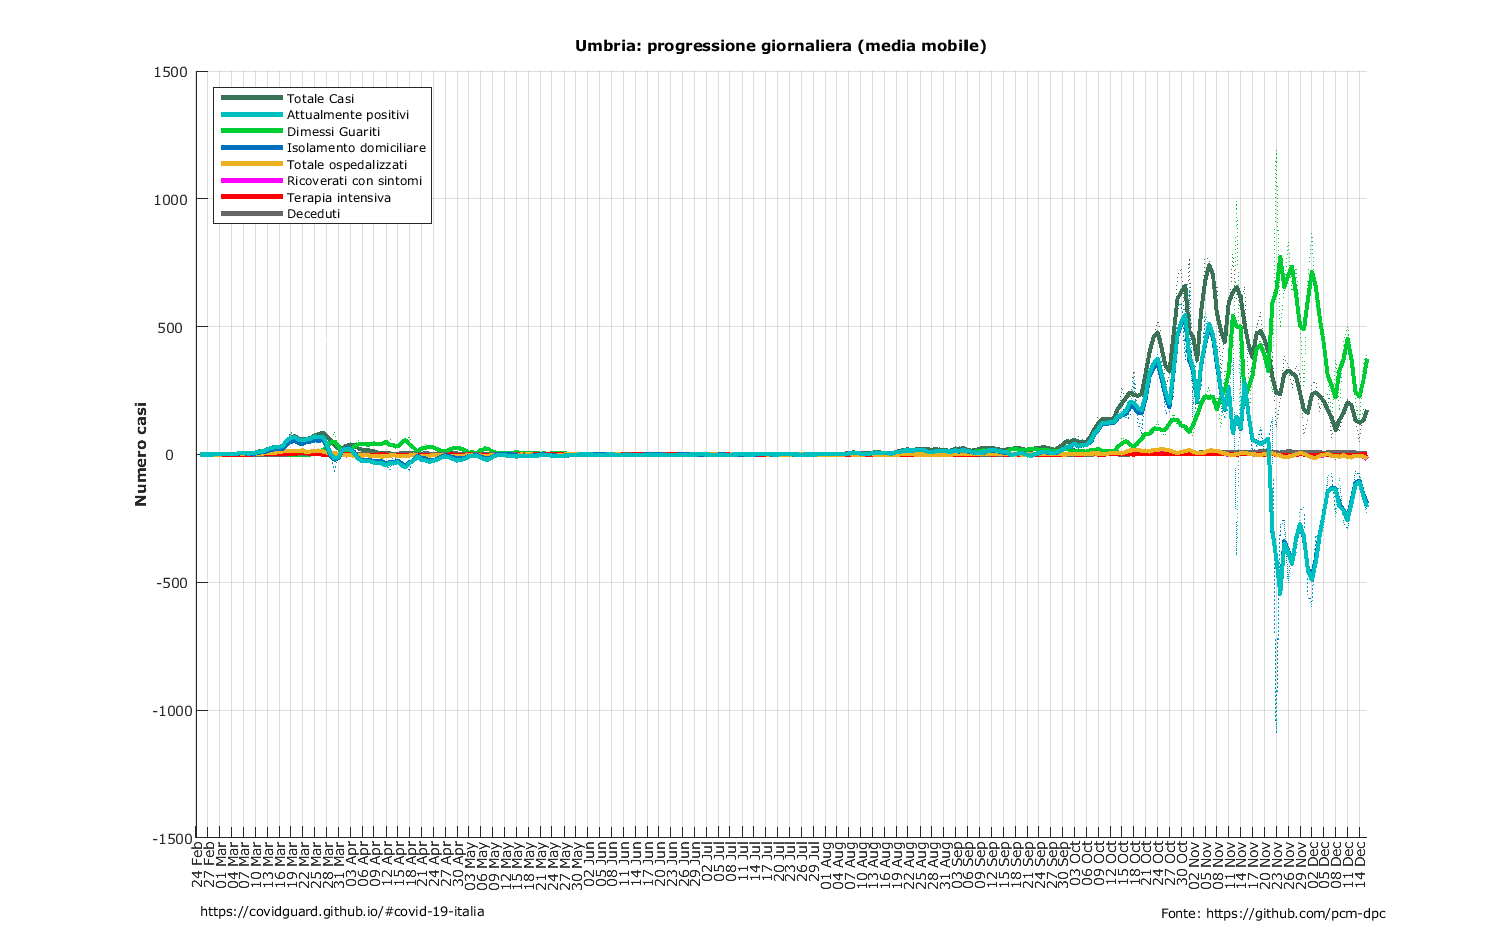 Umbria: progressione giornaliera (media mobile)
1500
1000
500
0
-500
-1000
-1500
Numero casi
Totale Casi
Attualmente positivi
Dimessi Guariti
Isolamento domiciliare
Totale ospedalizzati
Ricoverati con sintomi
Terapia intensiva
Deceduti
24 Feb
27 Feb
01 Mar
04 Mar
07 Mar
10 Mar
13 Mar
16 Mar
19 Mar
22 Mar
25 Mar
28 Mar
31 Mar
03 Apr
06 Apr
09 Apr
12 Apr
15 Apr
18 Apr
21 Apr
24 Apr
27 Apr
30 Apr
03 May
06 May
09 May
12 May
15 May
18 May
21 May
24 May
27 May
30 May
02 Jun
05 Jun
08 Jun
11 Jun
14 Jun
17 Jun
20 Jun
23 Jun
26 Jun
29 Jun
02 Jul
05 Jul
08 Jul
11 Jul
14 Jul
17 Jul
20 Jul
23 Jul
26 Jul
29 Jul
01 Aug
04 Aug
07 Aug
10 Aug
13 Aug
16 Aug
19 Aug
22 Aug
25 Aug
28 Aug
31 Aug
03 Sep
06 Sep
09 Sep
12 Sep
15 Sep
18 Sep
21 Sep
24 Sep
27 Sep
30 Sep
03 Oct
06 Oct
09 Oct
12 Oct
15 Oct
18 Oct
21 Oct
24 Oct
27 Oct
30 Oct
02 Nov
05 Nov
08 Nov
11 Nov
14 Nov
17 Nov
20 Nov
23 Nov
26 Nov
29 Nov
02 Dec
05 Dec
08 Dec
11 Dec
14 Dec
https://covidguard.github.io/#covid-19-italia
Fonte: https://github.com/pcm-dpc